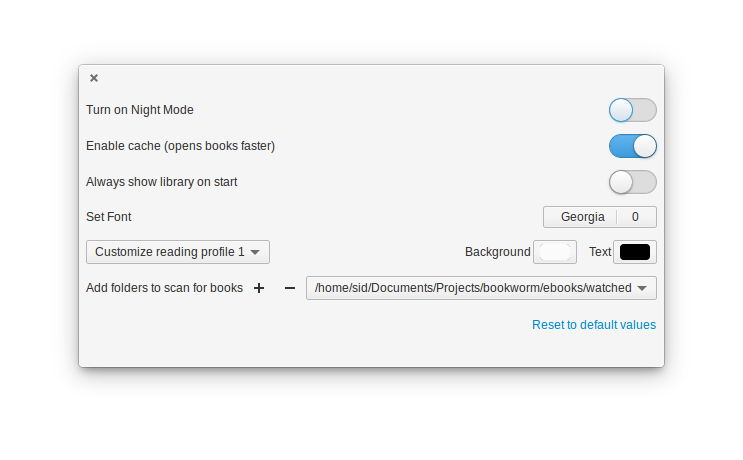 Turn on Night Mode
Enable cache (opens books faster)
Always show library on start
Set Font Georgia 0
Customize reading profile 1 Background Text
Add folders to scan for books /home/sid/Documents/Projects/bookworm/ebooks/watched
Reset to default values